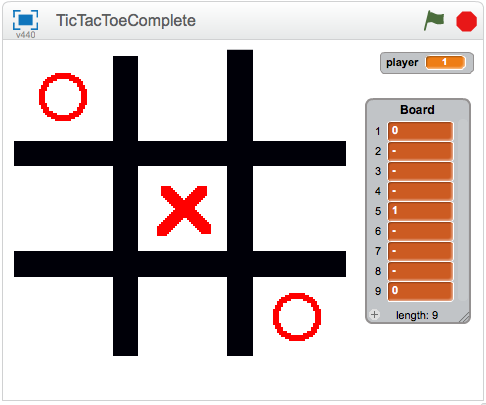 TicTacToeComplete
v440
player 1
Board
1 0
2 -
3 -
4 -
5 1
6 -
7 -
8 -
9 0
+ length: 9